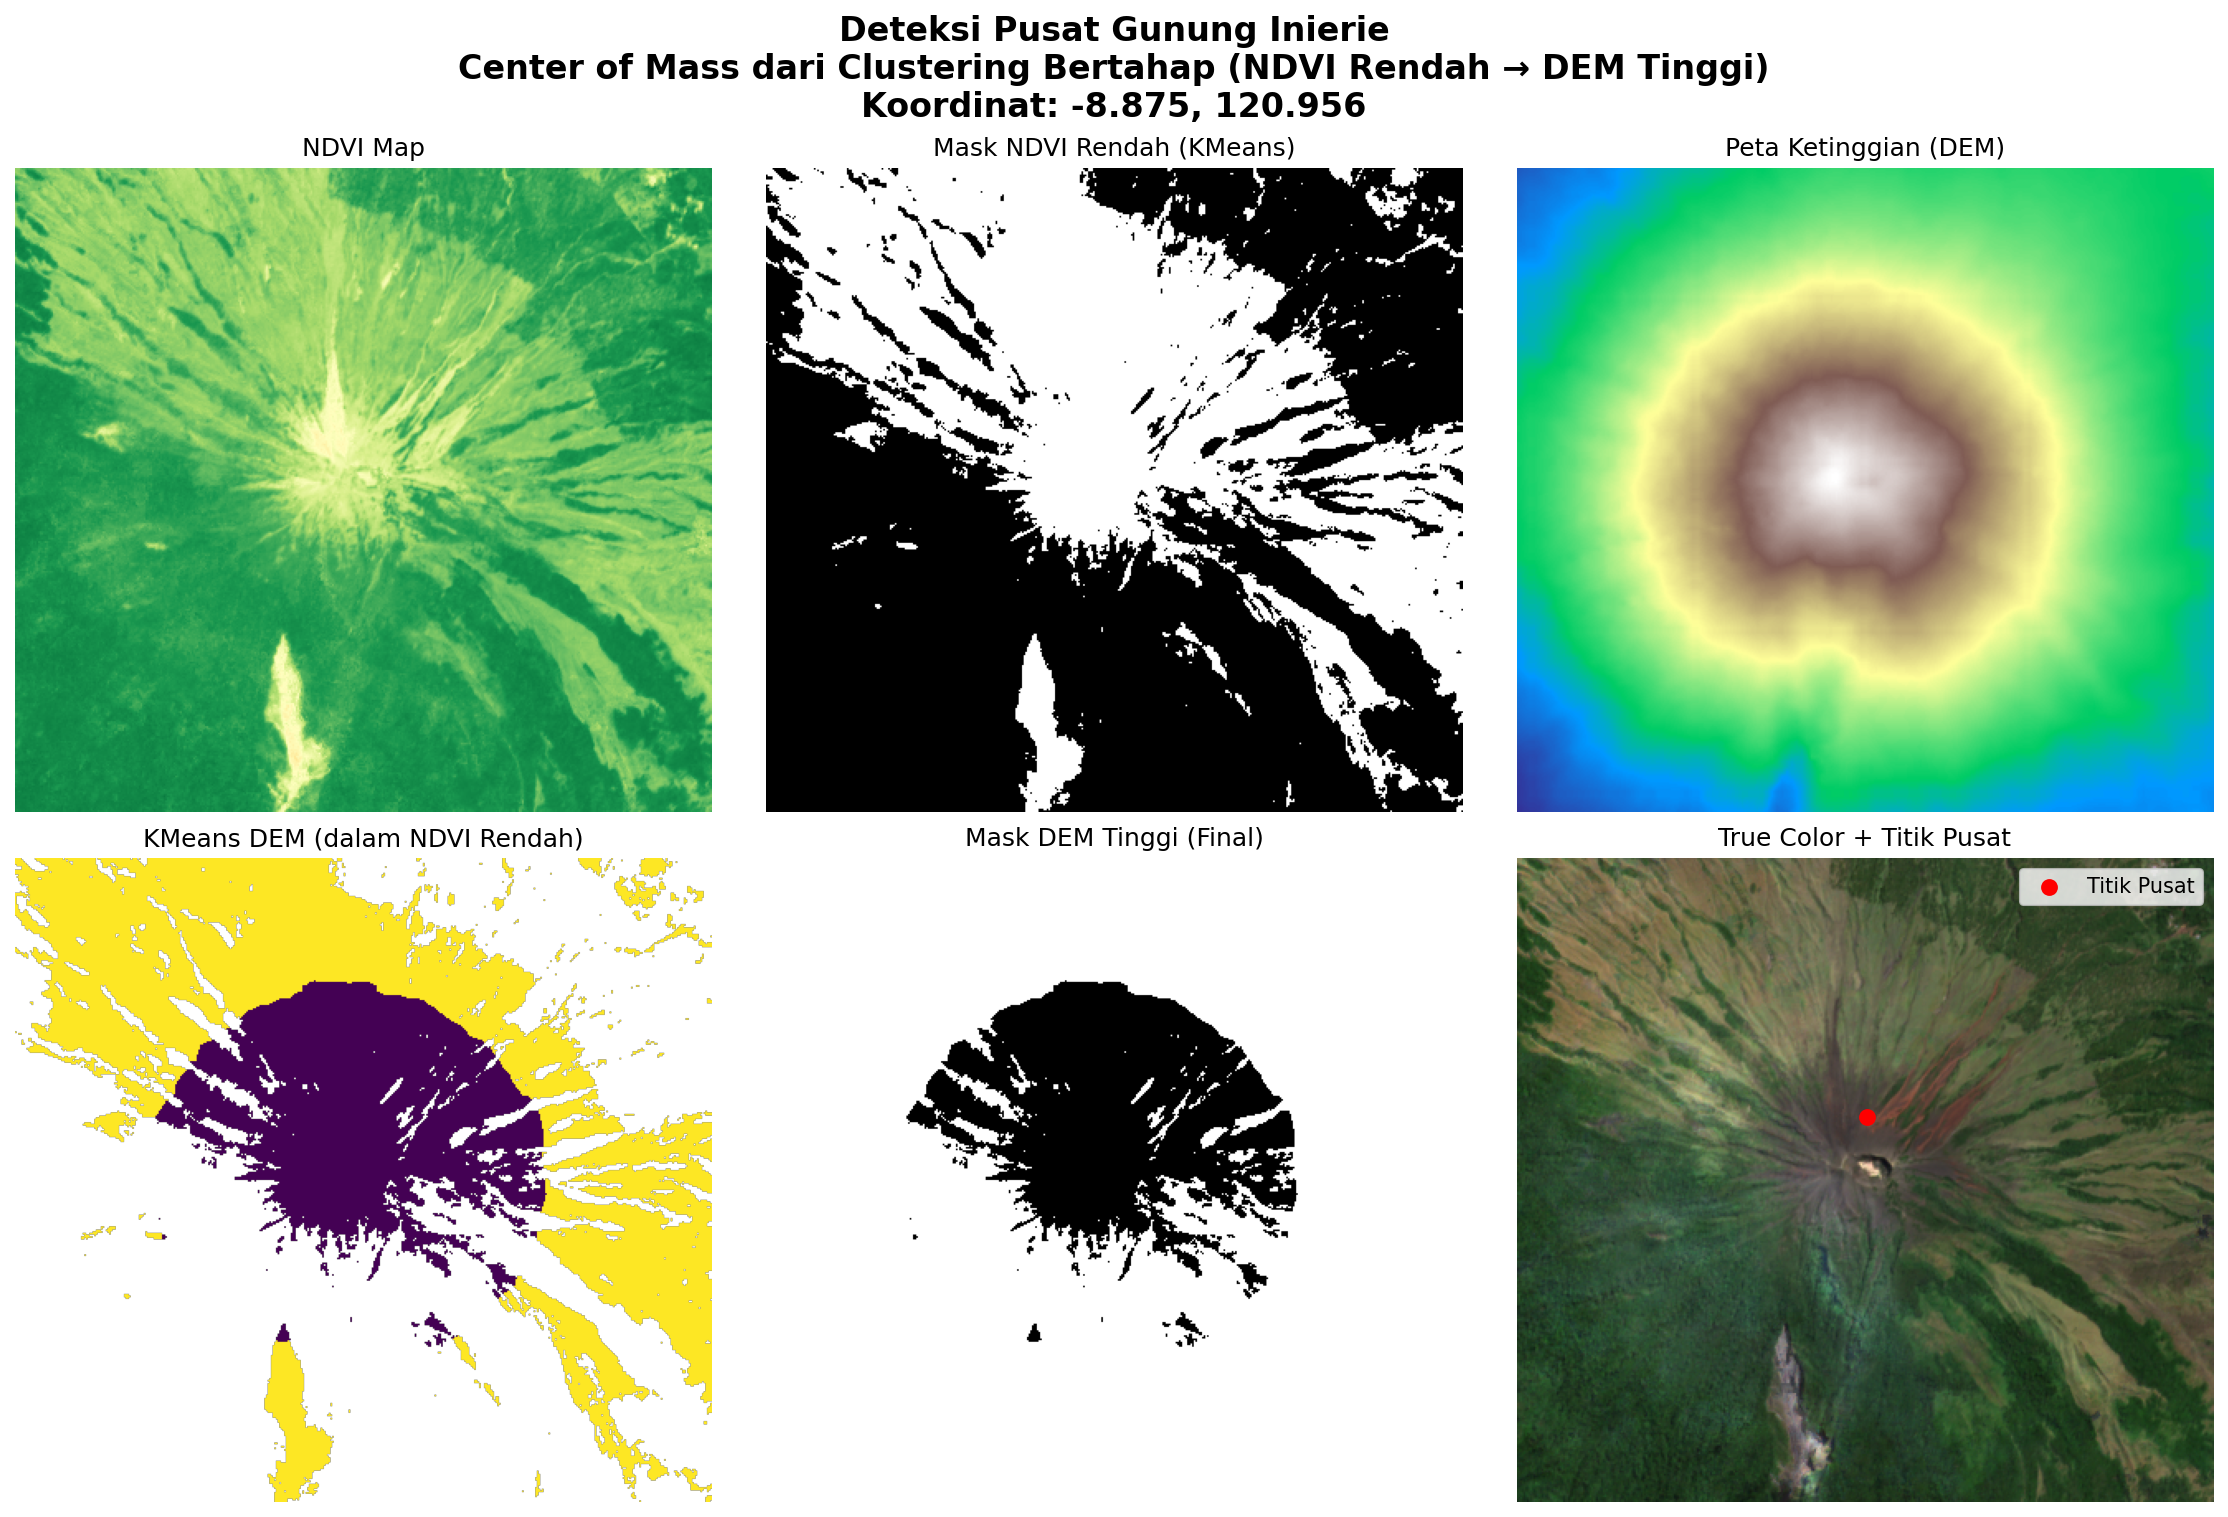 Deteksi Pusat Gunung Inierie
Center of Mass dari Clustering Bertahap (NDVI Rendah → DEM Tinggi)
Koordinat: -8.875, 120.956
NDVI Map
Mask NDVI Rendah (KMeans)
Peta Ketinggian (DEM)
KMeans DEM (dalam NDVI Rendah)
Mask DEM Tinggi (Final)
True Color + Titik Pusat
Titik Pusat